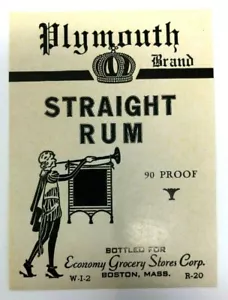 Plymouth
Brand
STRAIGHT
RUM
90 PROOF
BOTTLED FOR
Economy Grocery Stores Corp.
W-I-2 BOSTON, MASS. R-20